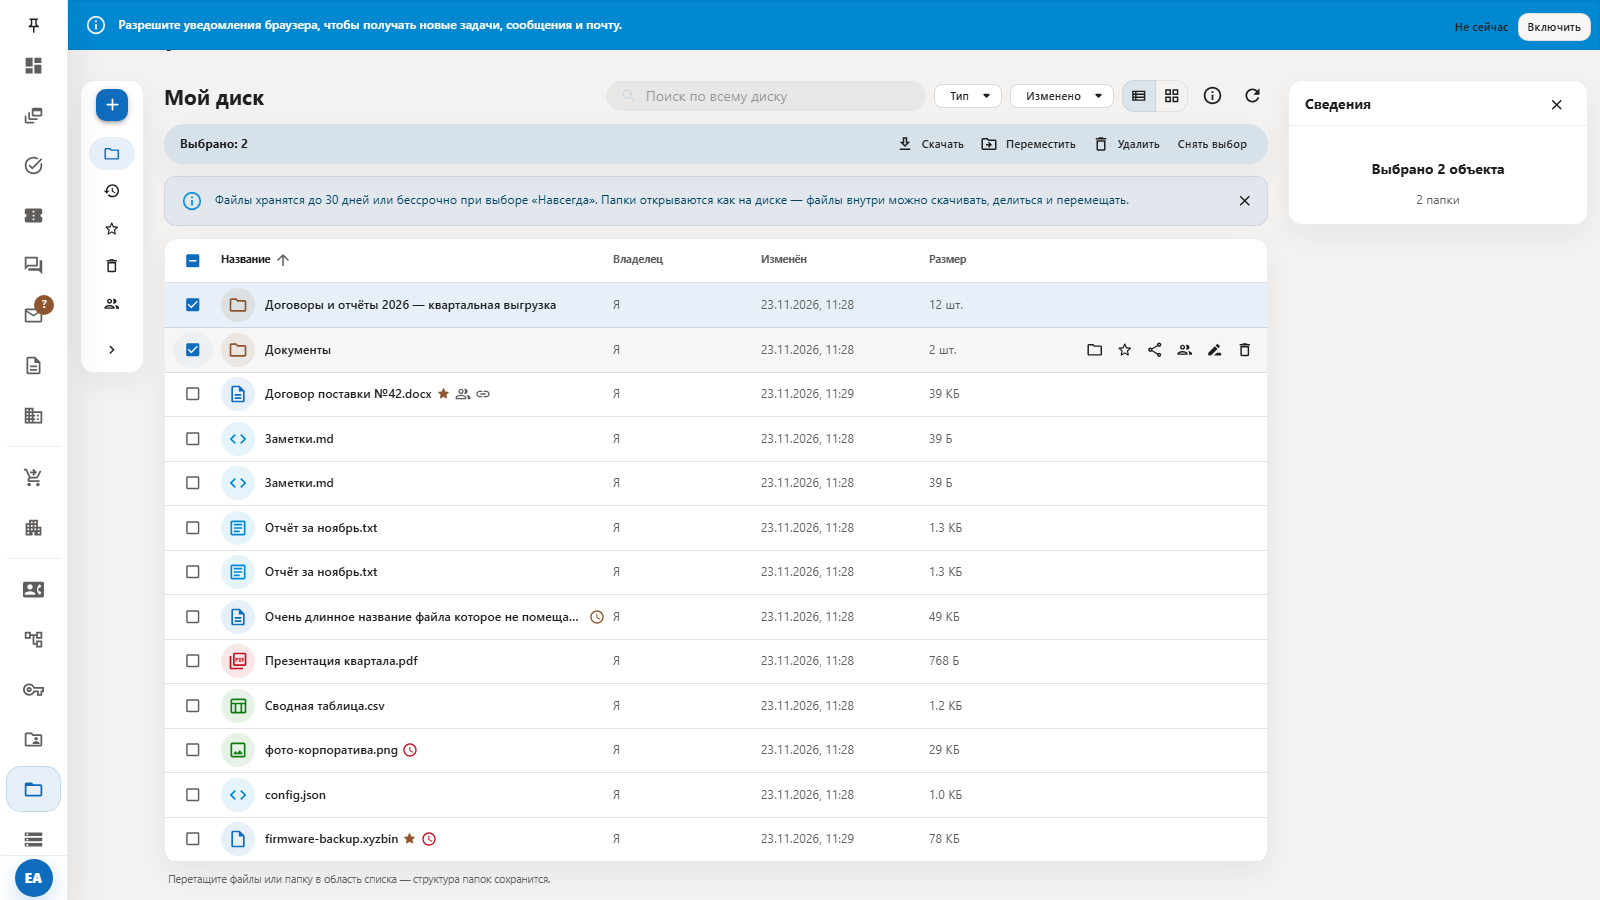 Разрешите уведомления браузера, чтобы получать новые задачи, сообщения и почту.
Не сейчас
Включить
Мой диск
Поиск по всему диску
Тип
Изменено
Выбрано: 2
Скачать
Переместить
Удалить
Снять выбор
Файлы хранятся до 30 дней или бессрочно при выборе «Навсегда». Папки открываются как на диске — файлы внутри можно скачивать, делиться и перемещать.
Название Владелец Изменён Размер
Договоры и отчёты 2026 — квартальная выгрузка Я 23.11.2026, 11:28 12 шт.
Документы Я 23.11.2026, 11:28 2 шт.
Договор поставки №42.docx Я 23.11.2026, 11:29 39 КБ
Заметки.md Я 23.11.2026, 11:28 39 Б
Заметки.md Я 23.11.2026, 11:28 39 Б
Отчёт за ноябрь.txt Я 23.11.2026, 11:28 1.3 КБ
Отчёт за ноябрь.txt Я 23.11.2026, 11:28 1.3 КБ
Очень длинное название файла которое не помеща... Я 23.11.2026, 11:28 49 КБ
Презентация квартала.pdf Я 23.11.2026, 11:28 768 Б
Сводная таблица.csv Я 23.11.2026, 11:28 1.2 КБ
фото-корпоратива.png Я 23.11.2026, 11:28 29 КБ
config.json Я 23.11.2026, 11:28 1.0 КБ
firmware-backup.xyzbin Я 23.11.2026, 11:29 78 КБ
Перетащите файлы или папку в область списка — структура папок сохранится.
Сведения
Выбрано 2 объекта
2 папки
?
PDF
EA